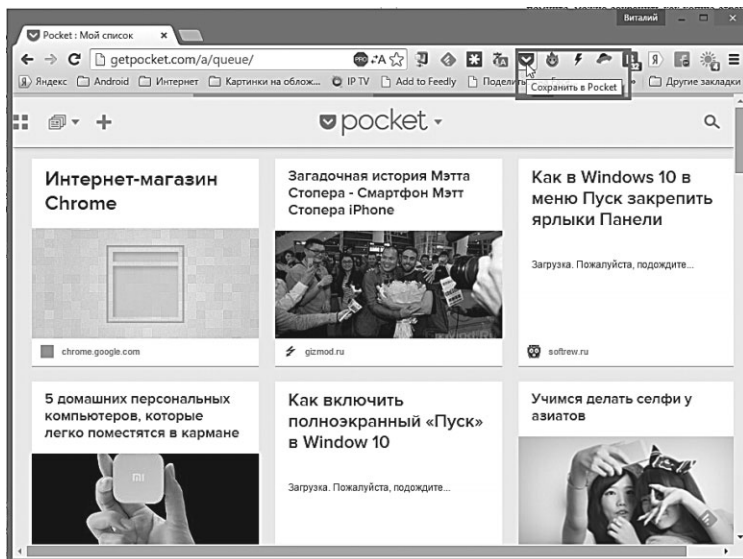 Виталий
Pocket : Мой список
getpocket.com/a/queue/
Яндекс Android Интернет Картинки на облож... IP TV Add to Feedly Другие закладки
Сохранить в Pocket
pocket
Интернет-магазин
Chrome
chrome.google.com
Загадочная история Мэтта
Стопера - Смартфон Мэтт
Стопера iPhone
gizmod.ru
Как в Windows 10 в
меню Пуск закрепить
ярлыки Панели
Загрузка. Пожалуйста, подождите...
softrew.ru
5 домашних персональных
компьютеров, которые
легко поместятся в кармане
MI
Как включить
полноэкранный «Пуск»
в Window 10
Загрузка. Пожалуйста, подождите...
Учимся делать селфи у
азиатов